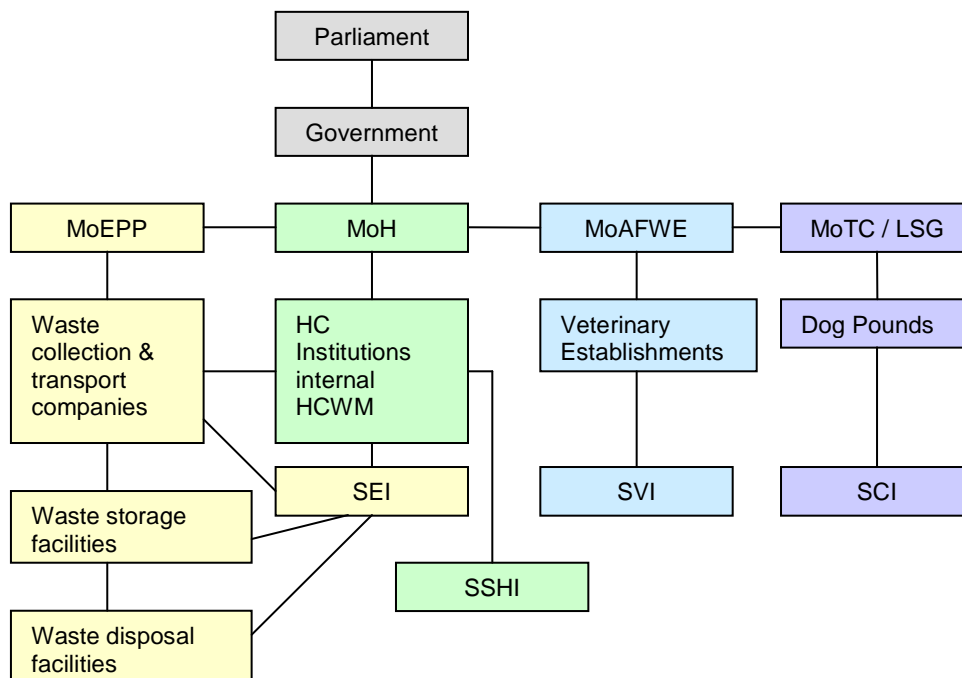 Parliament
Government
MoEPP
MoH
MoAFWE
MoTC / LSG
Waste
collection &
transport
companies
HC
Institutions
internal
HCWM
Veterinary
Establishments
Dog Pounds
SEI
SVI
SCI
Waste storage
facilities
SSHI
Waste disposal
facilities